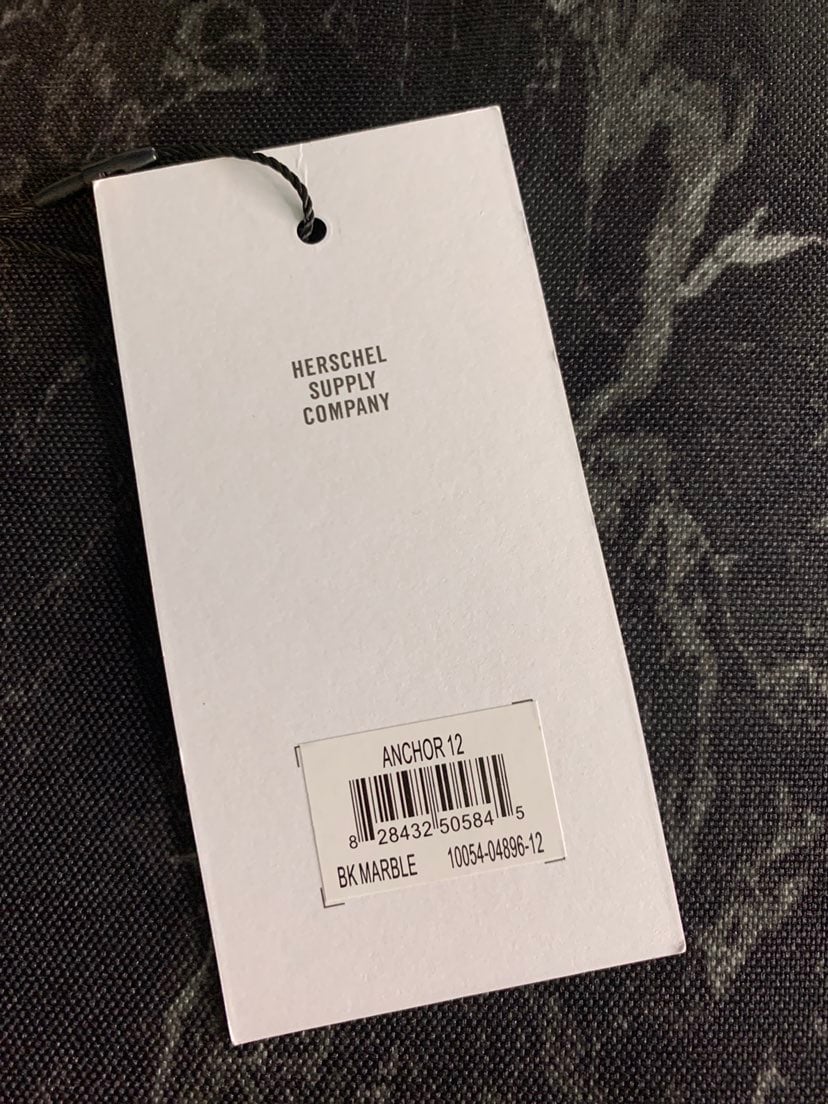 HERSCHEL
SUPPLY
COMPANY
ANCHOR 12
8 28432 50584 5
BK MARBLE 10054-04896-12